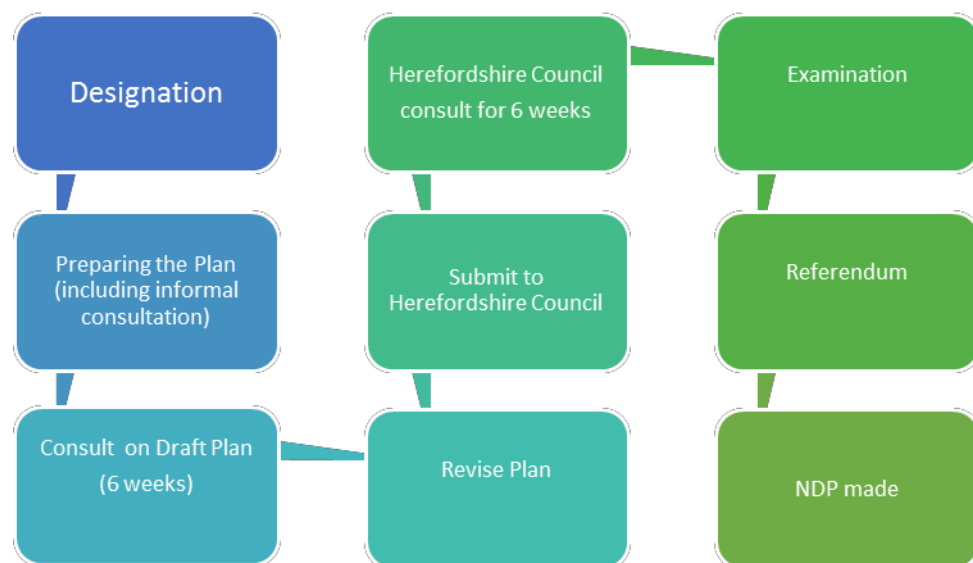 Designation
Preparing the Plan
(including informal
consultation)
Consult on Draft Plan
(6 weeks)
Revise Plan
Submit to
Herefordshire Council
Herefordshire Council
consult for 6 weeks
Examination
Referendum
NDP made